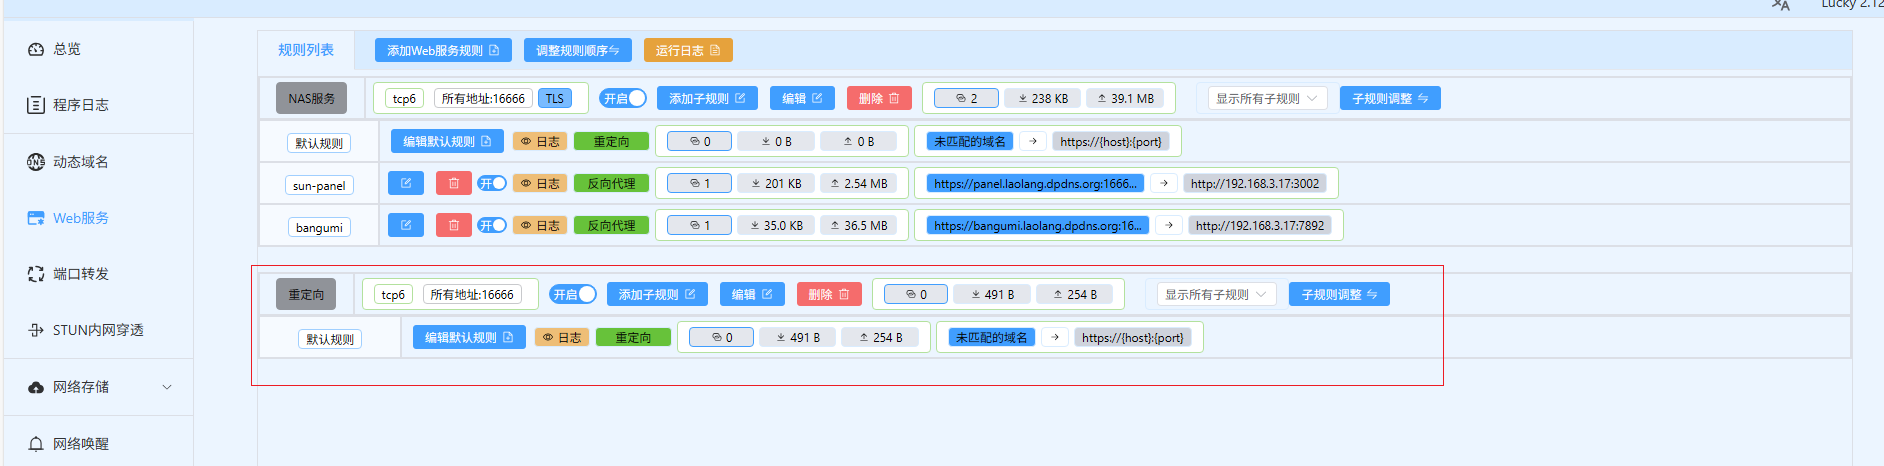 Lucky 2.12
总览
程序日志
动态域名
Web服务
端口转发
STUN内网穿透
网络存储
网络唤醒
规则列表 添加Web服务规则 调整规则顺序 运行日志
NAS服务 tcp6 所有地址:16666 TLS 开启 添加子规则 编辑 删除 2 238 KB 39.1 MB 显示所有子规则 子规则调整
默认规则 编辑默认规则 日志 重定向 0 0 B 0 B 未匹配的域名 → https://{host}:{port}
sun-panel 开 日志 反向代理 1 201 KB 2.54 MB https://panel.laolang.dpdns.org:1666... → http://192.168.3.17:3002
bangumi 开 日志 反向代理 1 35.0 KB 36.5 MB https://bangumi.laolang.dpdns.org:16... → http://192.168.3.17:7892
重定向 tcp6 所有地址:16666 开启 添加子规则 编辑 删除 0 491 B 254 B 显示所有子规则 子规则调整
默认规则 编辑默认规则 日志 重定向 0 491 B 254 B 未匹配的域名 → https://{host}:{port}